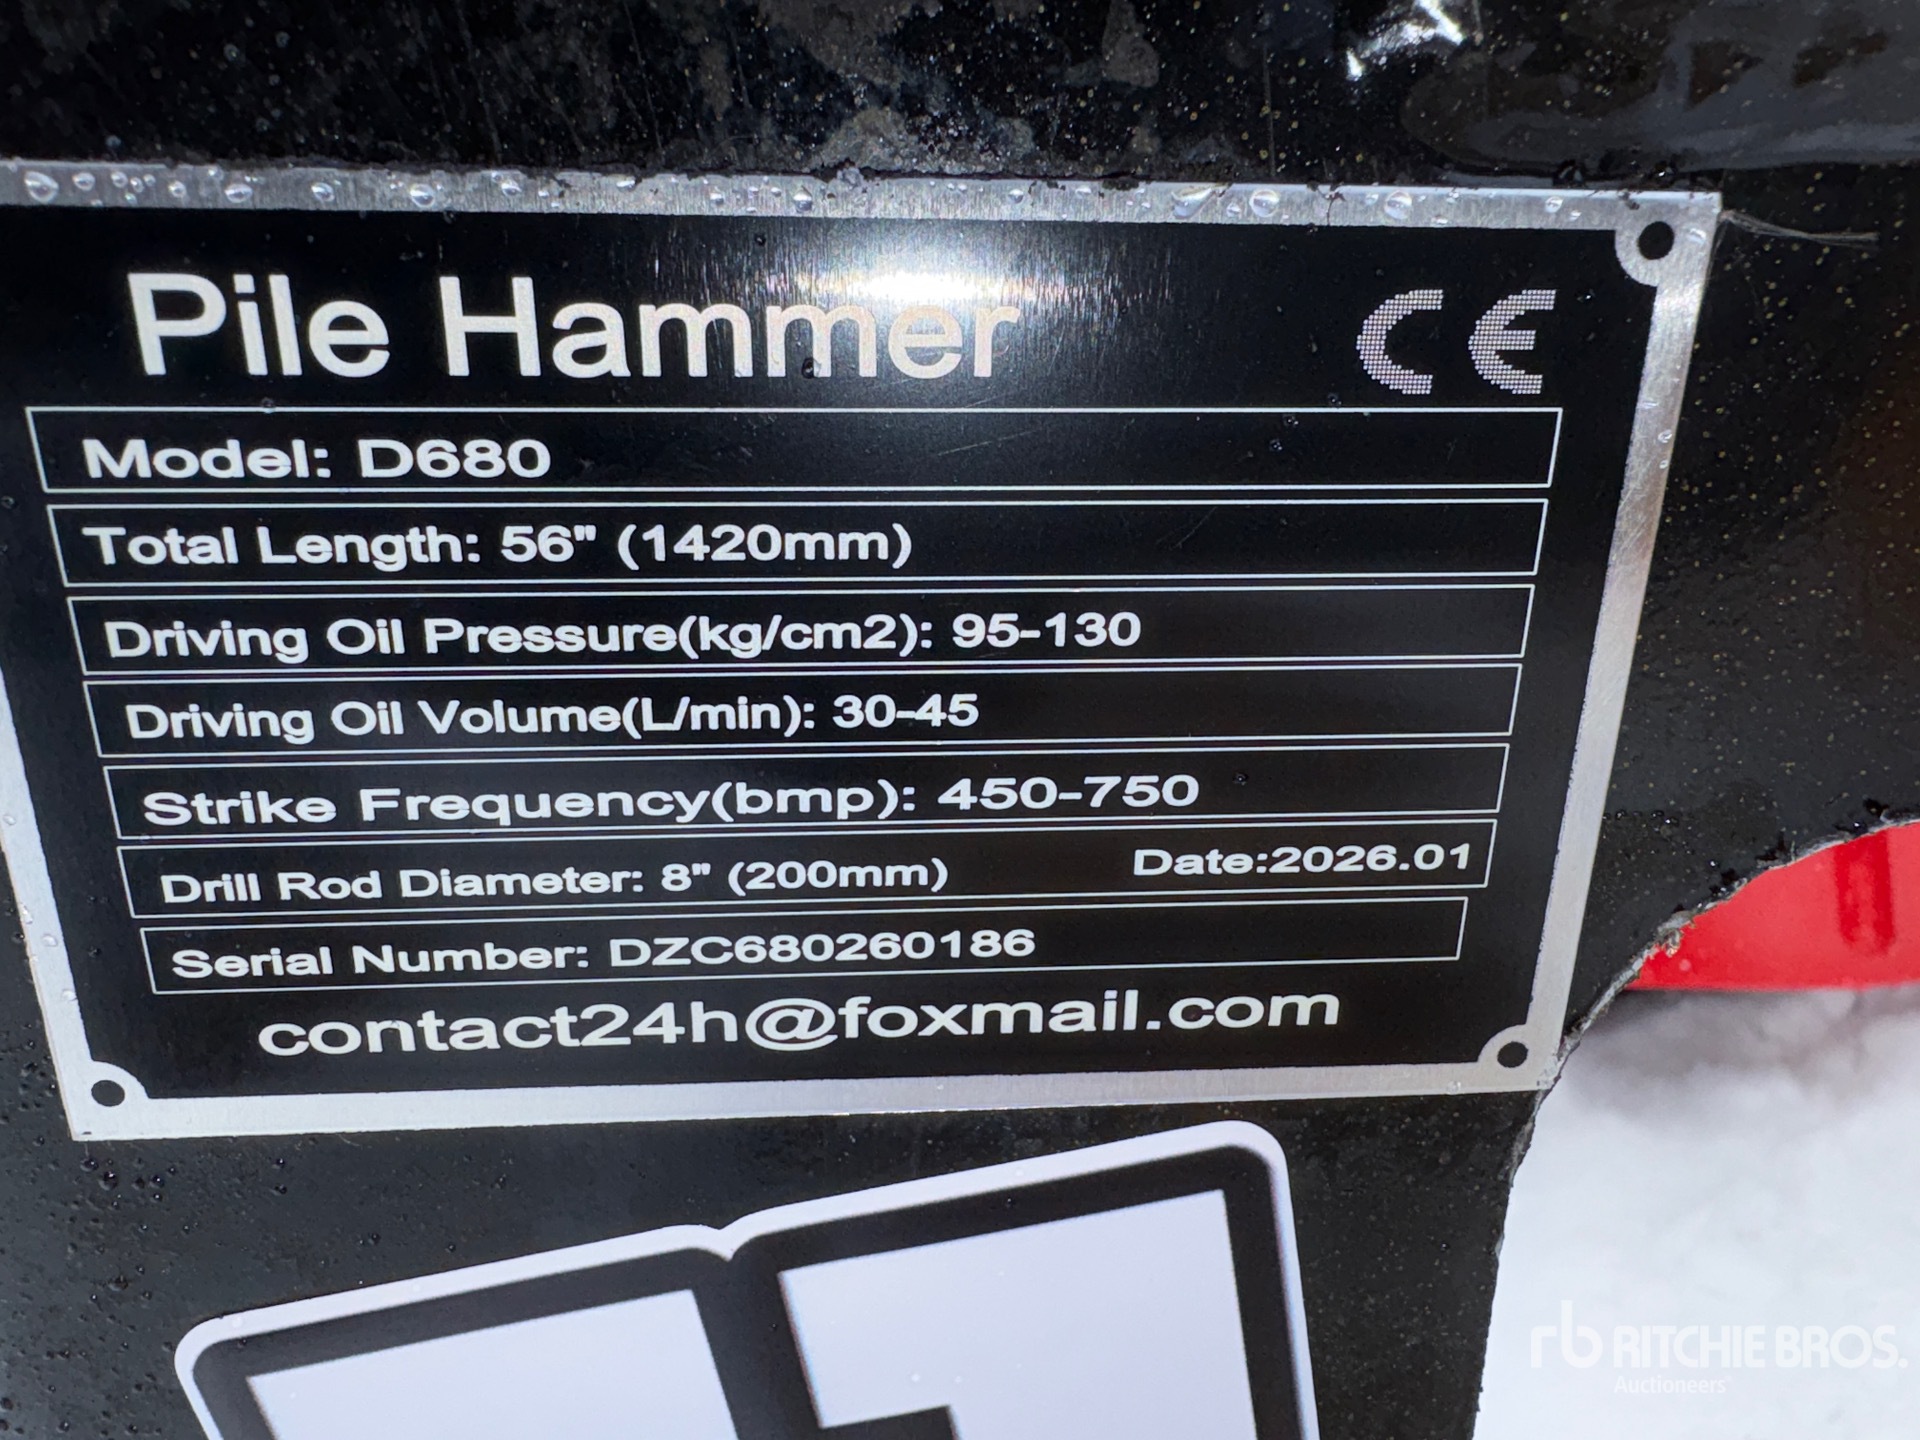 Pile Hammer
CE
Model: D680
Total Length: 56" (1420mm)
Driving Oil Pressure(kg/cm2): 95-130
Driving Oil Volume(L/min): 30-45
Strike Frequency(bmp): 450-750
Drill Rod Diameter: 8" (200mm) Date:2026.01
Serial Number: DZC680260186
contact24h@foxmail.com
rb RITCHIE BROS.
Auctioneers